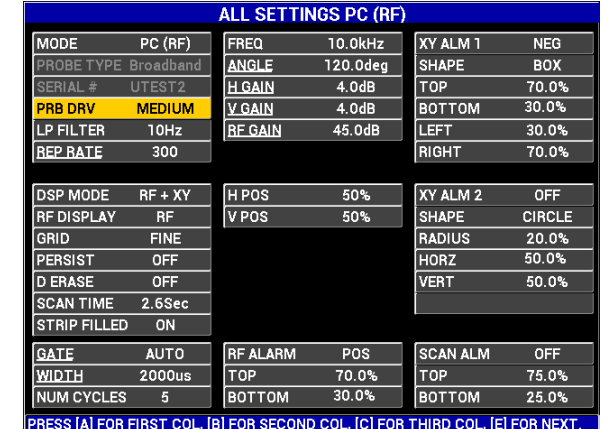 ALL SETTINGS PC (RF)
MODE PC (RF) FREQ 10.0kHz XY ALM 1 NEG
PROBE TYPE Broadband ANGLE 120.0deg SHAPE BOX
SERIAL # UTEST2 H GAIN 4.0dB TOP 70.0%
PRB DRV MEDIUM V GAIN 4.0dB BOTTOM 30.0%
LP FILTER 10Hz RF GAIN 45.0dB LEFT 30.0%
REP RATE 300 RIGHT 70.0%
DSP MODE RF + XY H POS 50% XY ALM 2 OFF
RF DISPLAY RF V POS 50% SHAPE CIRCLE
GRID FINE RADIUS 20.0%
PERSIST OFF HORZ 50.0%
D ERASE OFF VERT 50.0%
SCAN TIME 2.6Sec
STRIP FILLED ON
GATE AUTO RF ALARM POS SCAN ALM OFF
WIDTH 2000us TOP 70.0% TOP 75.0%
NUM CYCLES 5 BOTTOM 30.0% BOTTOM 25.0%
PRESS [A] FOR FIRST COL. [B] FOR SECOND COL. [C] FOR THIRD COL. [E] FOR NEXT.